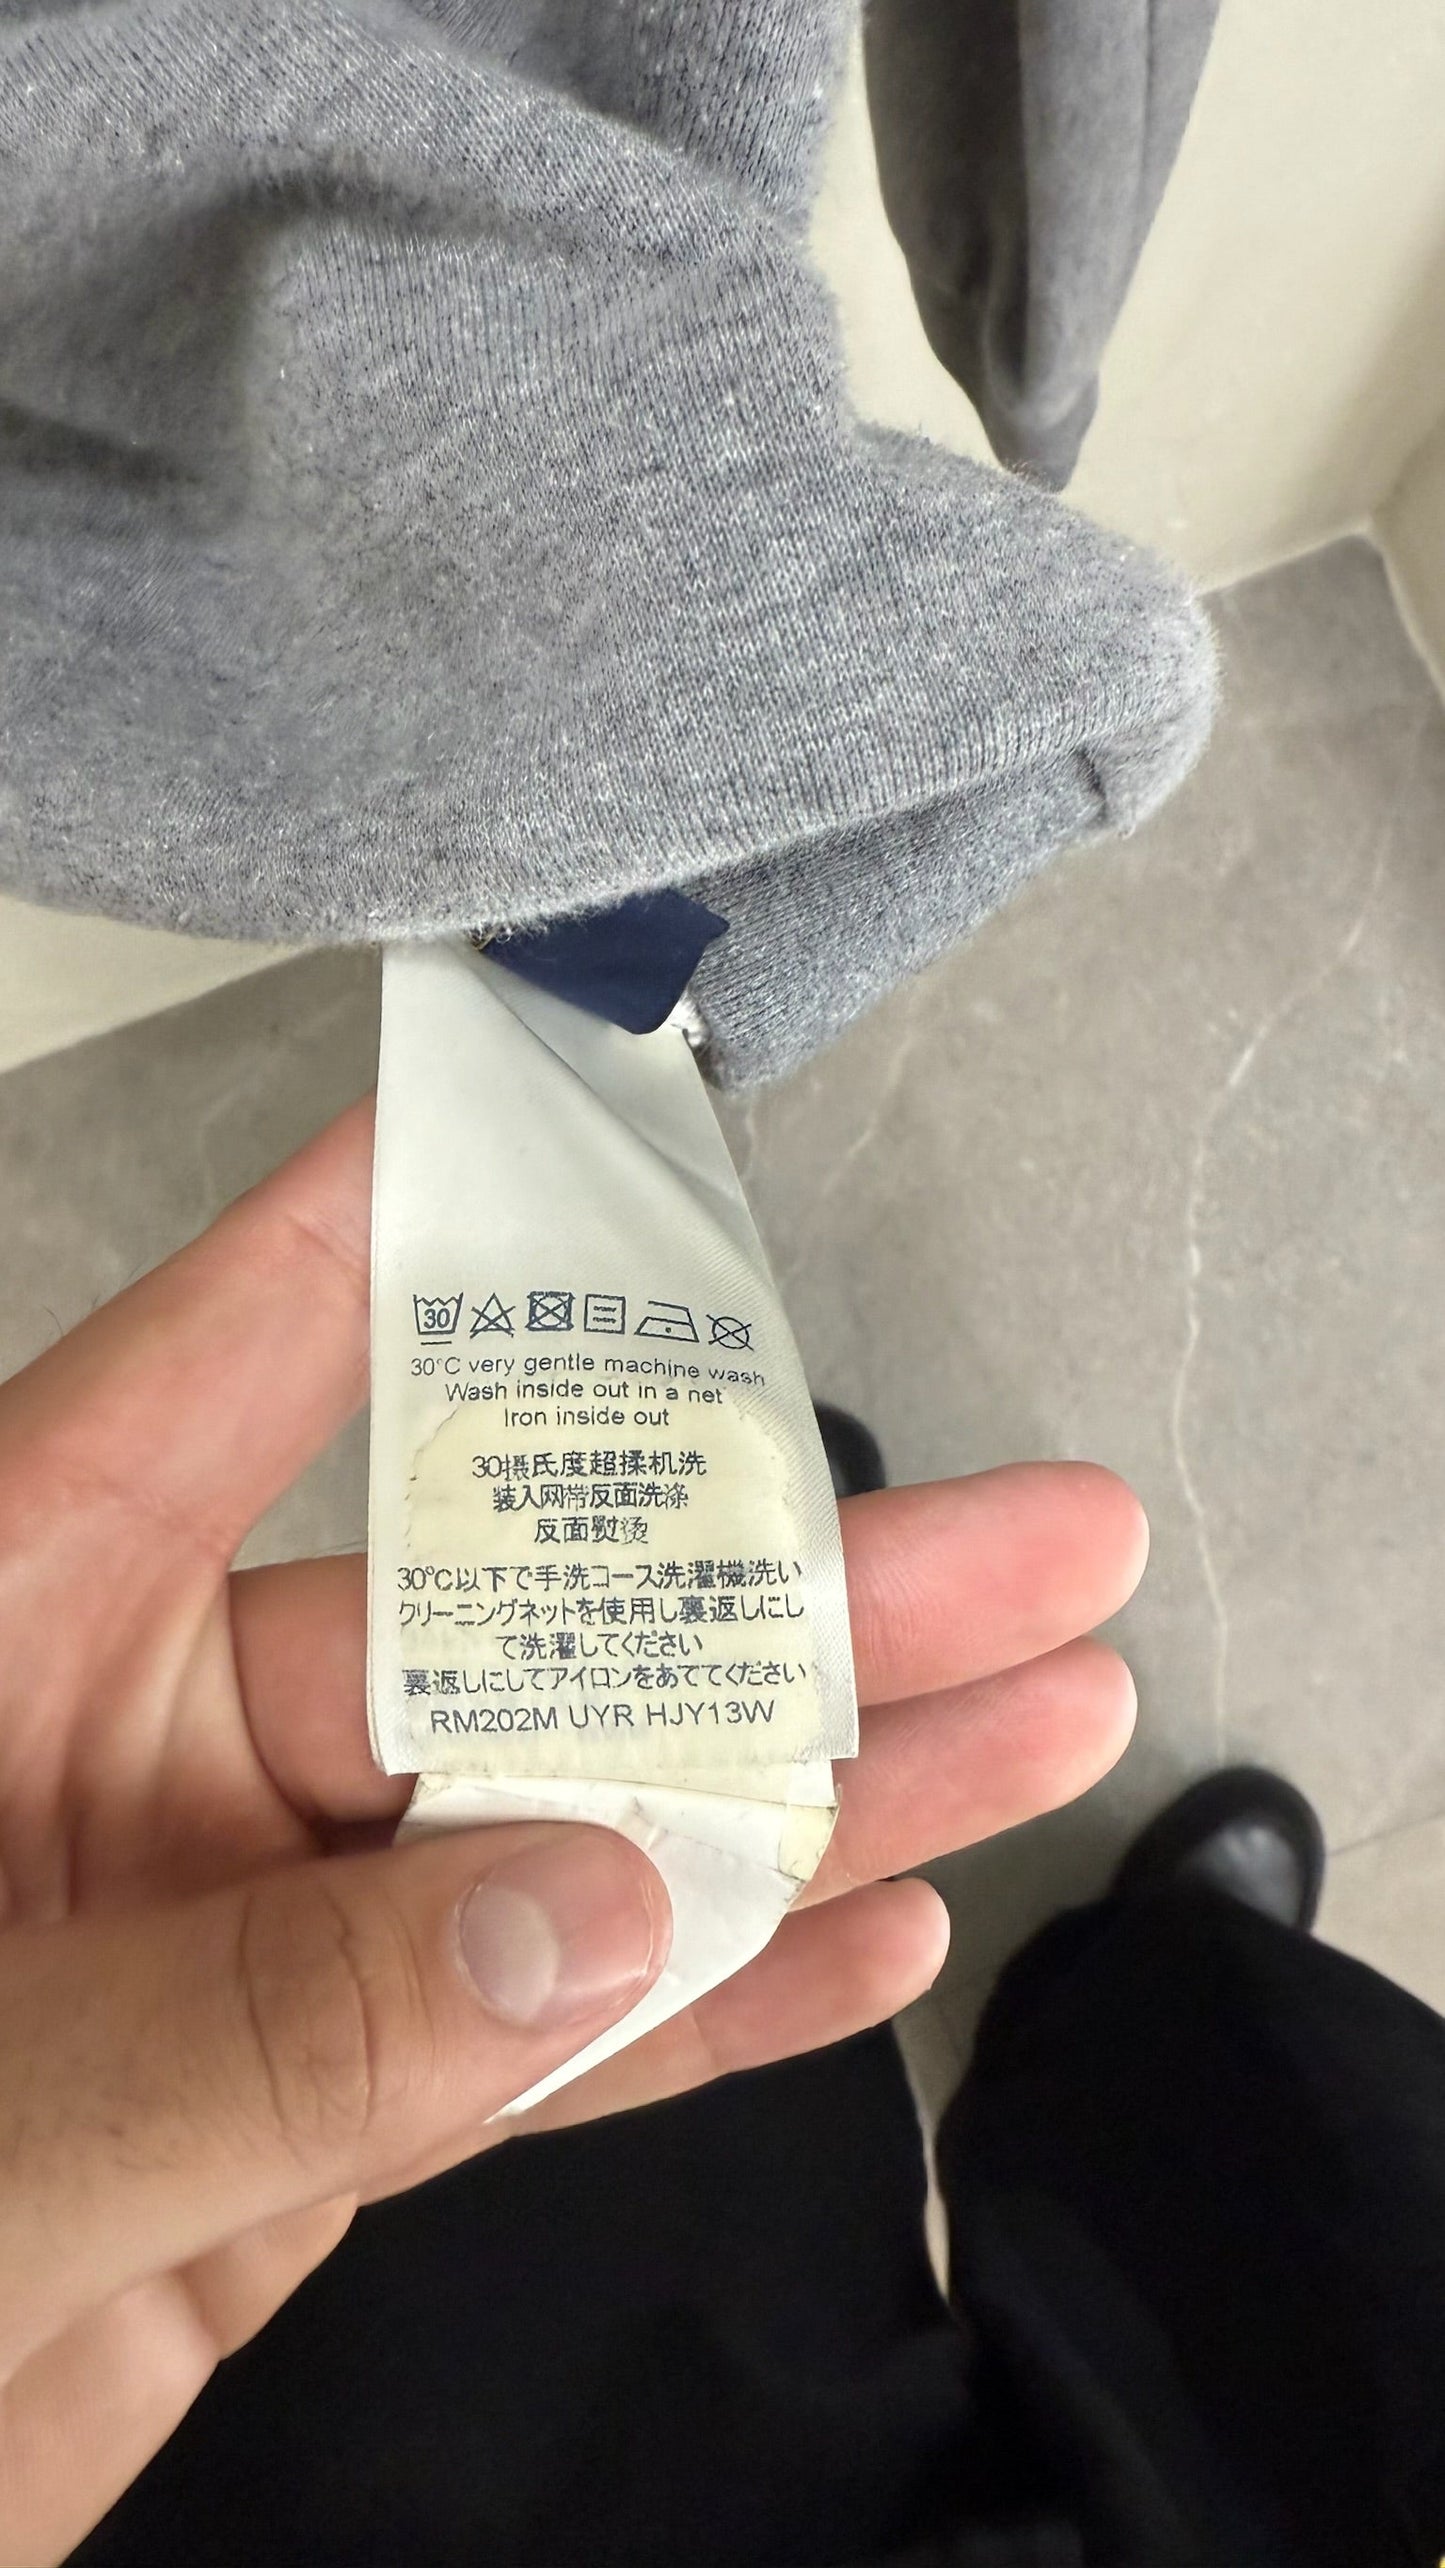 30
30°C very gentle machine wash
Wash inside out in a net
Iron inside out
30摄氏度超揉机洗
装入网带反面洗涤
反面熨烫
30°C以下で手洗コース洗濯機洗い
クリーニングネットを使用し裏返しにし
て洗濯してください
裏返しにしてアイロンをあててください
RM202M UYR HJY13W